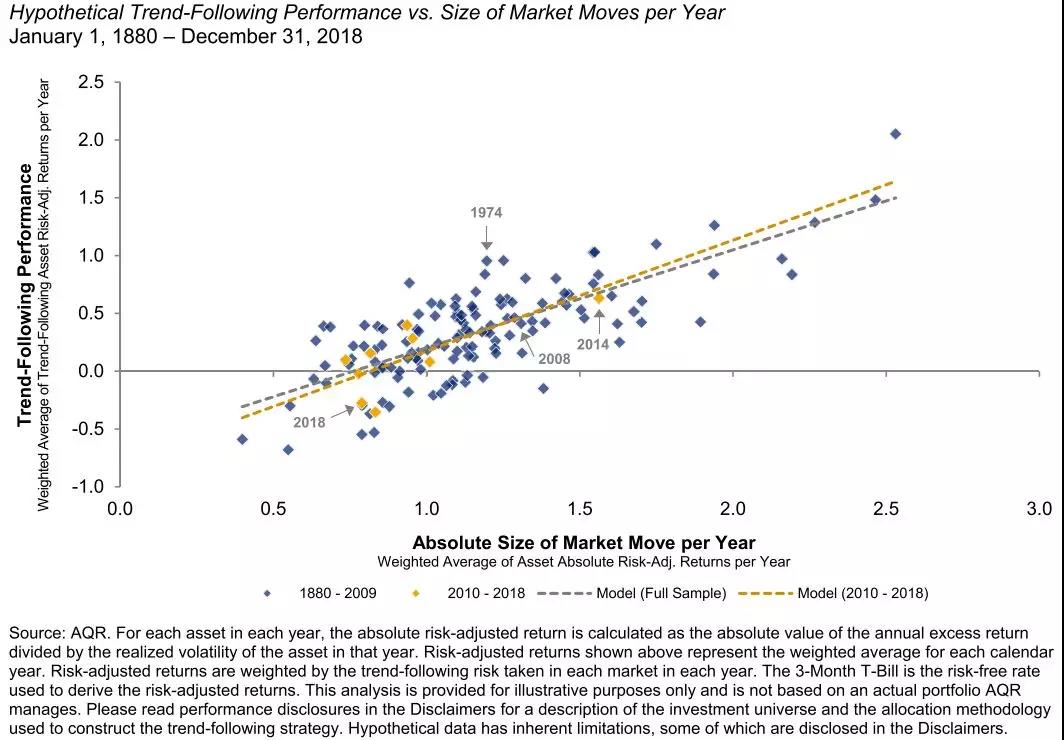 Hypothetical Trend-Following Performance vs. Size of Market Moves per Year
January 1, 1880 – December 31, 2018
Trend-Following Performance
Weighted Average of Trend-Following Asset Risk-Adj. Returns per Year
2.5
2.0
1.5
1.0
0.5
0.0
-0.5
-1.0
1974
2008
2014
2018
0.0 0.5 1.0 1.5 2.0 2.5 3.0
Absolute Size of Market Move per Year
Weighted Average of Asset Absolute Risk-Adj. Returns per Year
1880 - 2009 2010 - 2018 Model (Full Sample) Model (2010 - 2018)
Source: AQR. For each asset in each year, the absolute risk-adjusted return is calculated as the absolute value of the annual excess return
divided by the realized volatility of the asset in that year. Risk-adjusted returns shown above represent the weighted average for each calendar
year. Risk-adjusted returns are weighted by the trend-following risk taken in each market in each year. The 3-Month T-Bill is the risk-free rate
used to derive the risk-adjusted returns. This analysis is provided for illustrative purposes only and is not based on an actual portfolio AQR
manages. Please read performance disclosures in the Disclaimers for a description of the investment universe and the allocation methodology
used to construct the trend-following strategy. Hypothetical data has inherent limitations, some of which are disclosed in the Disclaimers.